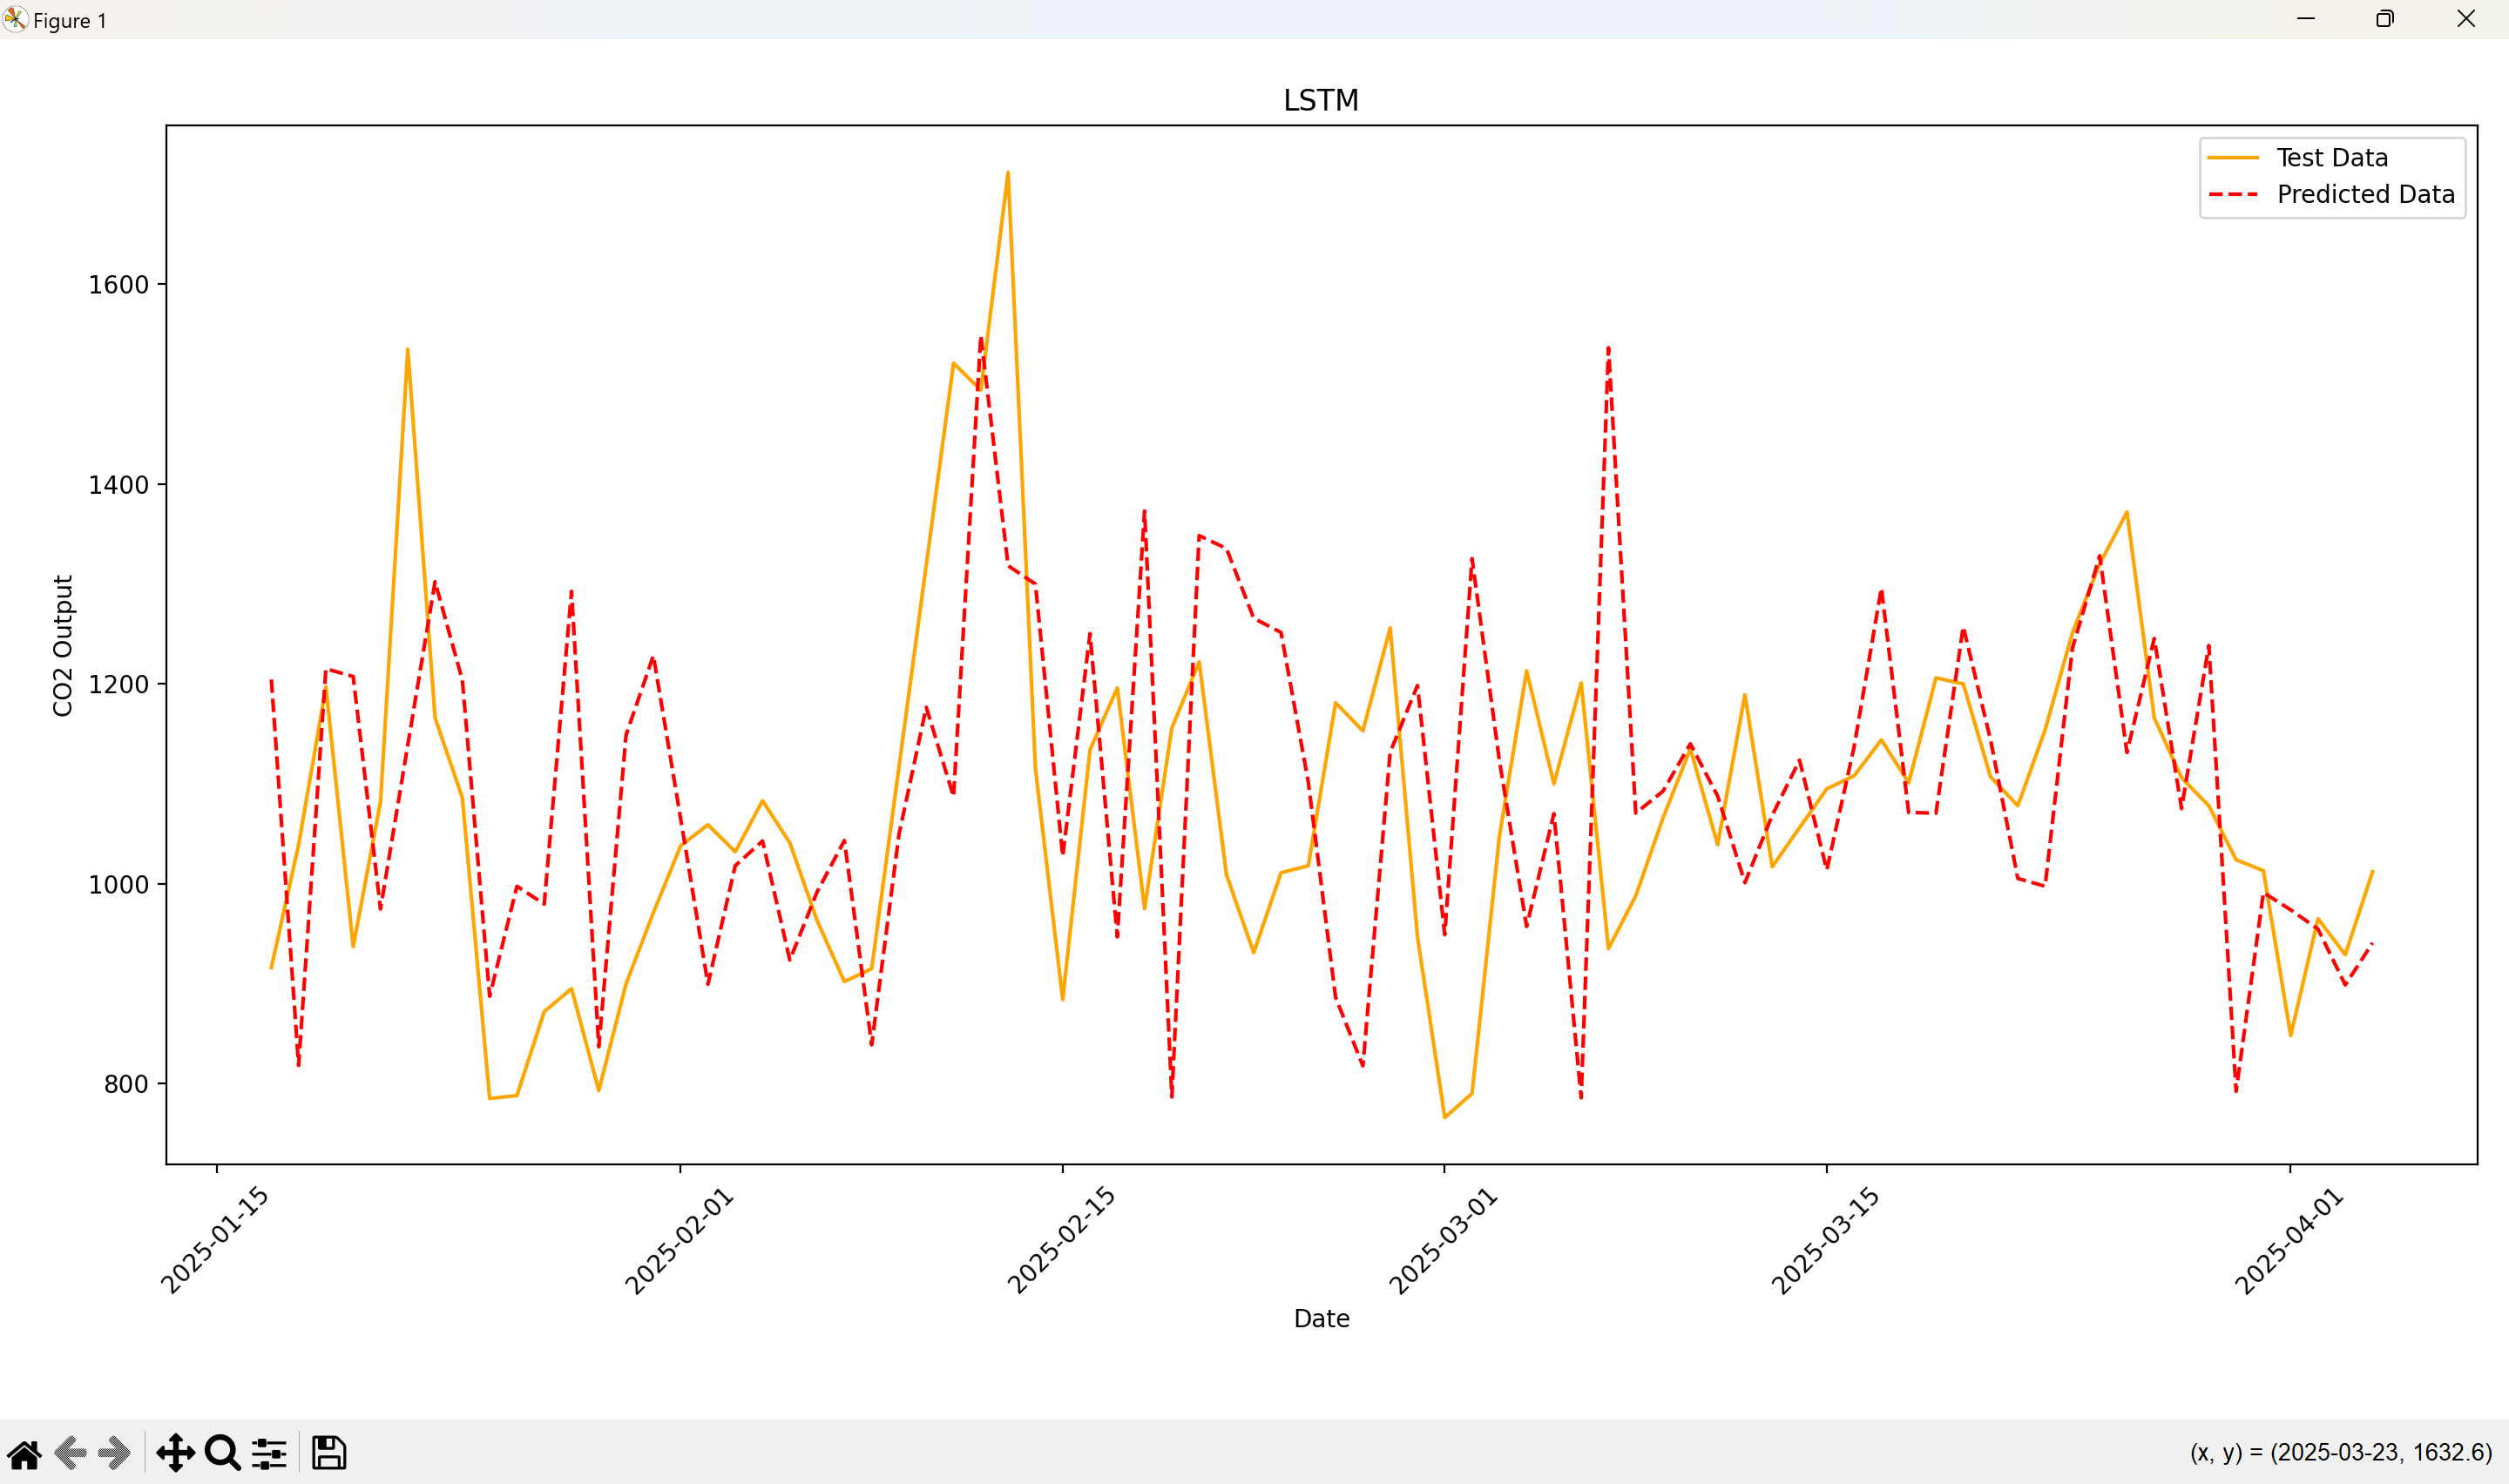 Figure 1
LSTM
Test Data
Predicted Data
CO2 Output
1600
1400
1200
1000
800
2025-01-15
2025-02-01
2025-02-15
2025-03-01
2025-03-15
2025-04-01
Date
(x, y) = (2025-03-23, 1632.6)